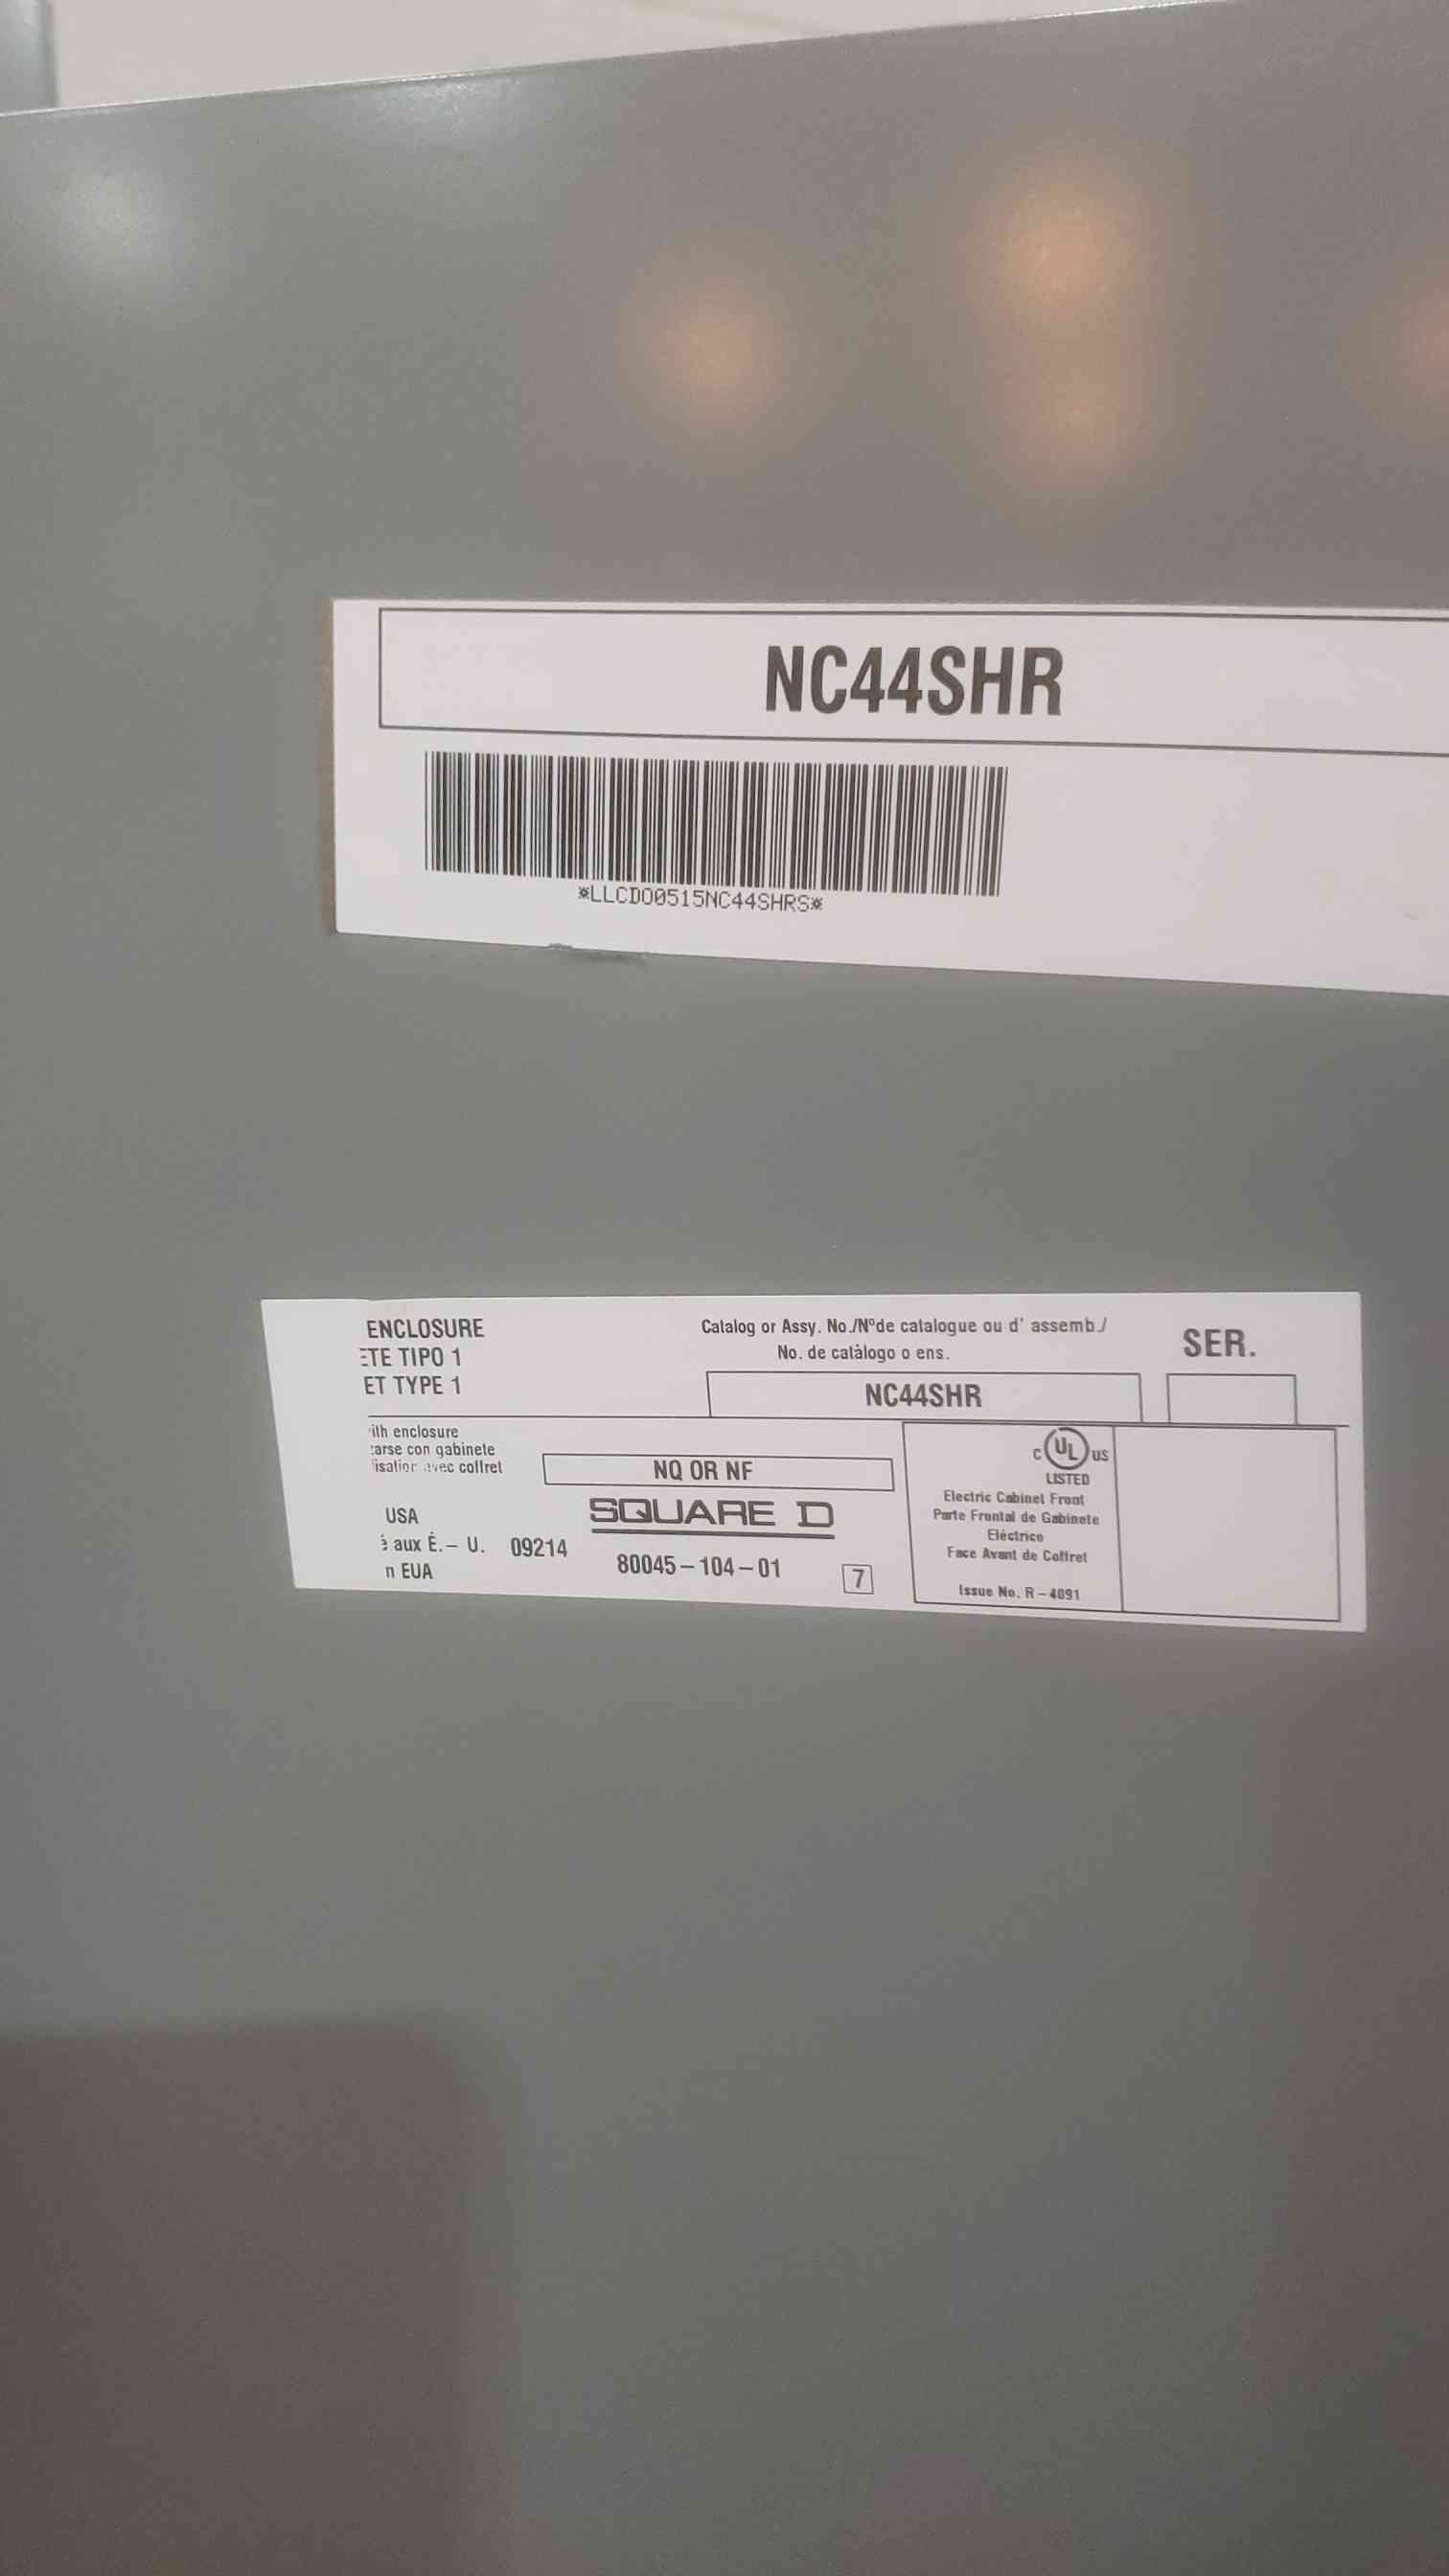 NC44SHR
*LLCDO0515NC44SHRS*
ENCLOSURE
ETE TIPO 1
ET TYPE 1
Catalog or Assy. No./Nºde catalogue ou d' assemb./
No. de catàlogo o ens.
SER.
NC44SHR
ith enclosure
arse con gabinete
isation avec coffret
NQ OR NF
SQUARE D
USA
aux É.– U. 09214
n EUA
80045–104–01
7
C UL US
LISTED
Electric Cabinet Front
Parte Frontal de Gabinete
Eléctrico
Face Avant de Coffret
Issue No. R–4091